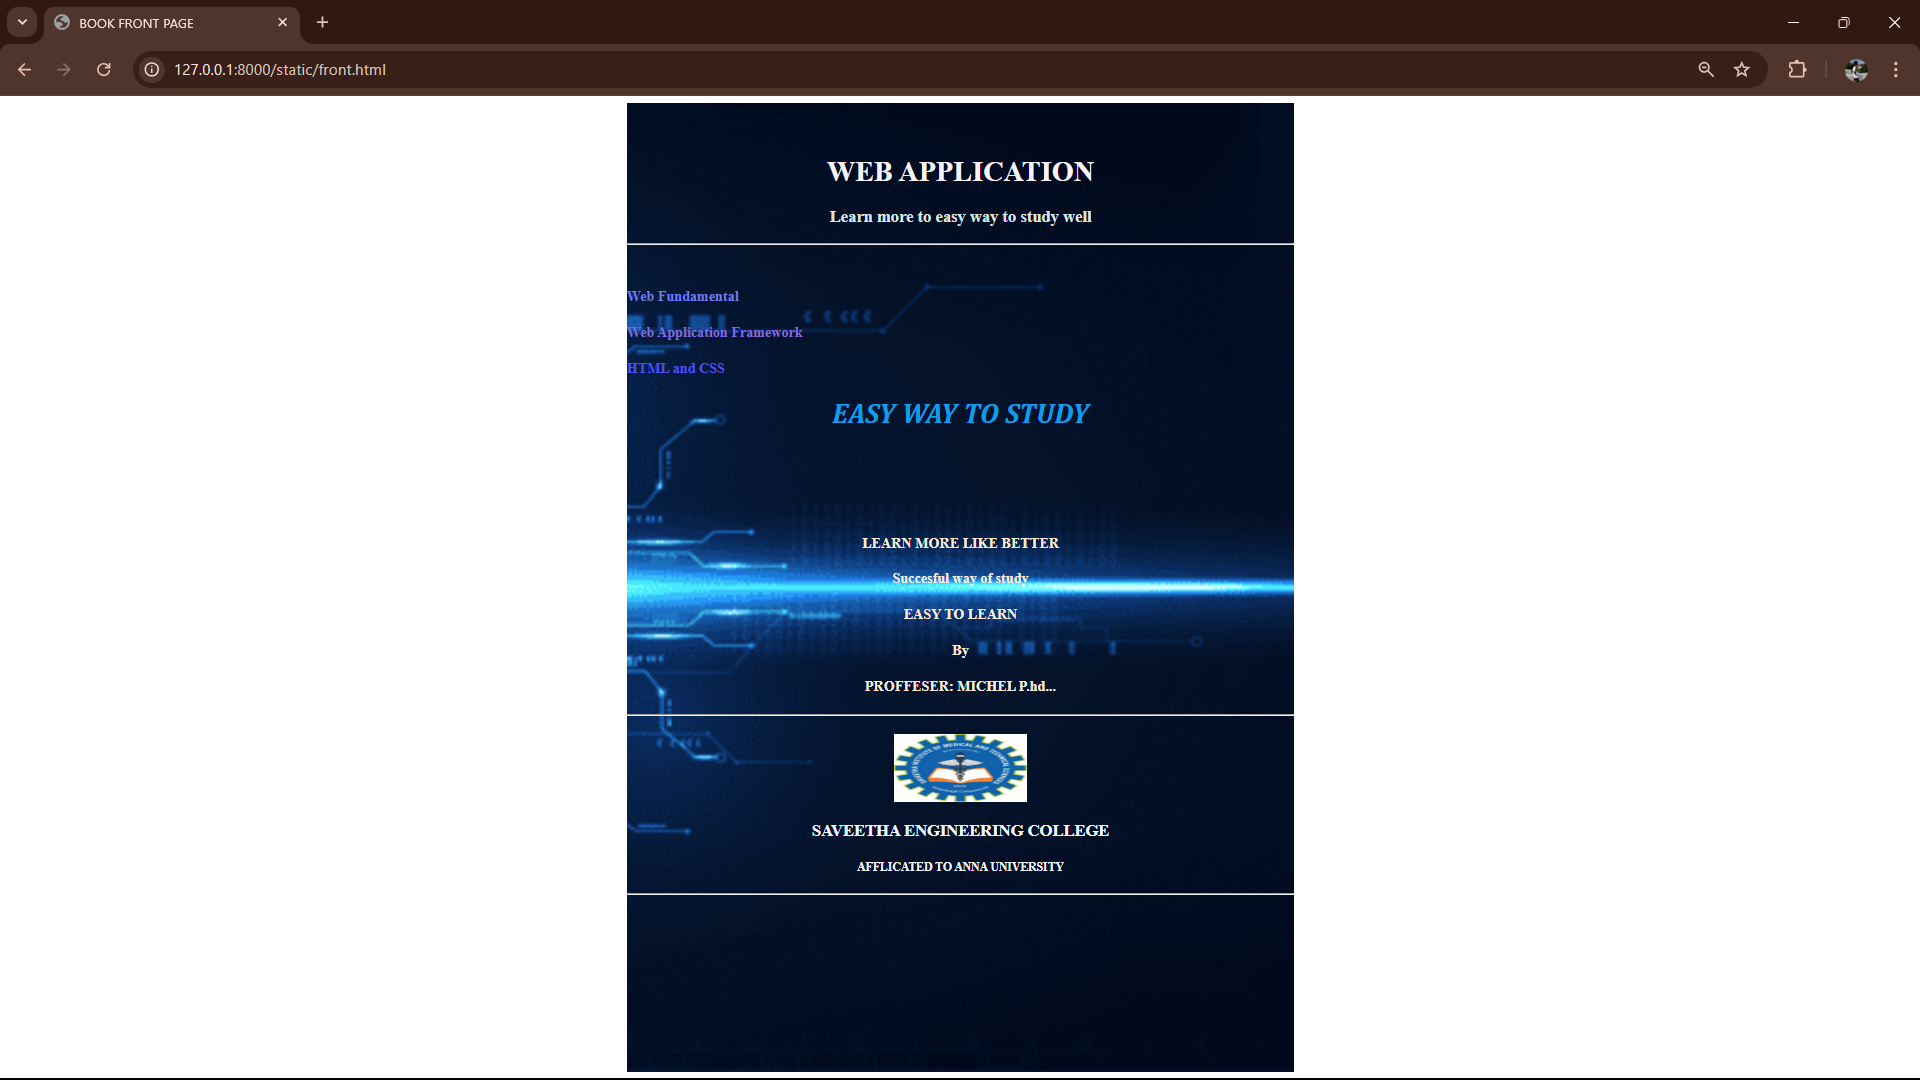 BOOK FRONT PAGE
127.0.0.1:8000/static/front.html
WEB APPLICATION
Learn more to easy way to study well
Web Fundamental
Web Application Framework
HTML and CSS
EASY WAY TO STUDY
LEARN MORE LIKE BETTER
Succesful way of study
EASY TO LEARN
By
PROFFESER: MICHEL P.hd...
SAVEETHA ENGINEERING COLLEGE
AFFLICATED TO ANNA UNIVERSITY